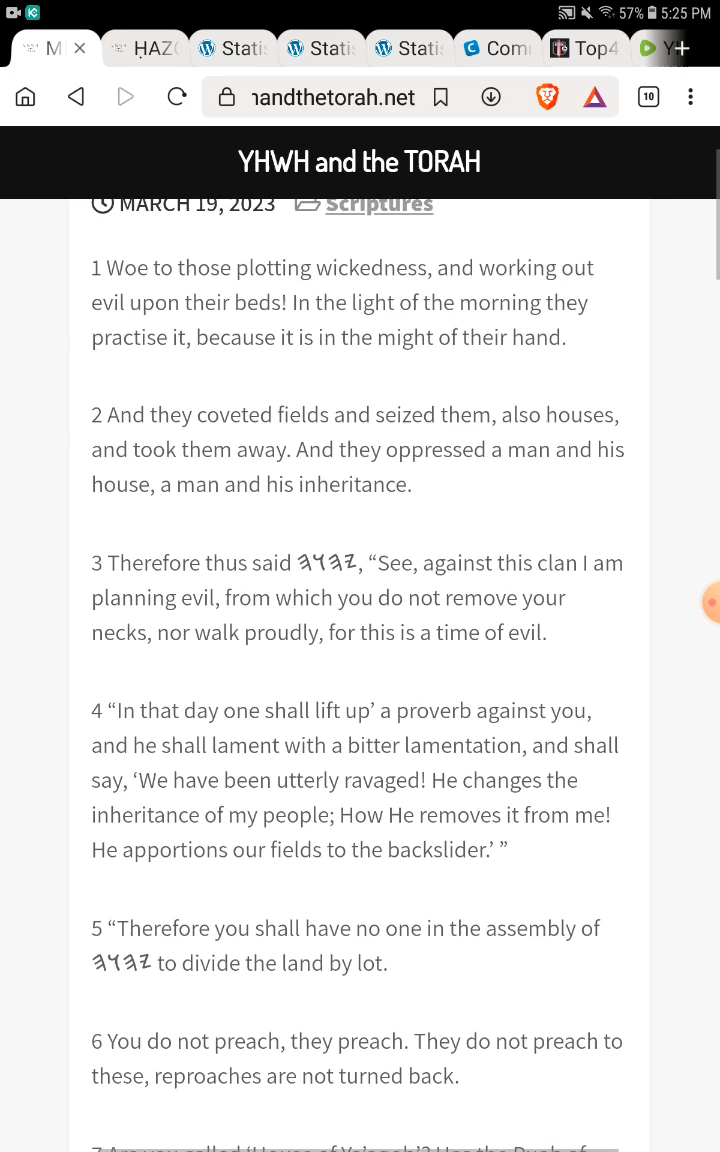 57% 5:25 PM
M HAZ Statis Statis Statis Com Top4 Y
nandthetorah.net 10
YHWH and the TORAH
MARCH 19, 2023 Scriptures
1 Woe to those plotting wickedness, and working out
evil upon their beds! In the light of the morning they
practise it, because it is in the might of their hand.
2 And they coveted fields and seized them, also houses,
and took them away. And they oppressed a man and his
house, a man and his inheritance.
3 Therefore thus said 𐤉𐤄𐤅𐤄, “See, against this clan I am
planning evil, from which you do not remove your
necks, nor walk proudly, for this is a time of evil.
4 “In that day one shall lift up’ a proverb against you,
and he shall lament with a bitter lamentation, and shall
say, ‘We have been utterly ravaged! He changes the
inheritance of my people; How He removes it from me!
He apportions our fields to the backslider.’ ”
5 “Therefore you shall have no one in the assembly of
𐤉𐤄𐤅𐤄 to divide the land by lot.
6 You do not preach, they preach. They do not preach to
these, reproaches are not turned back.